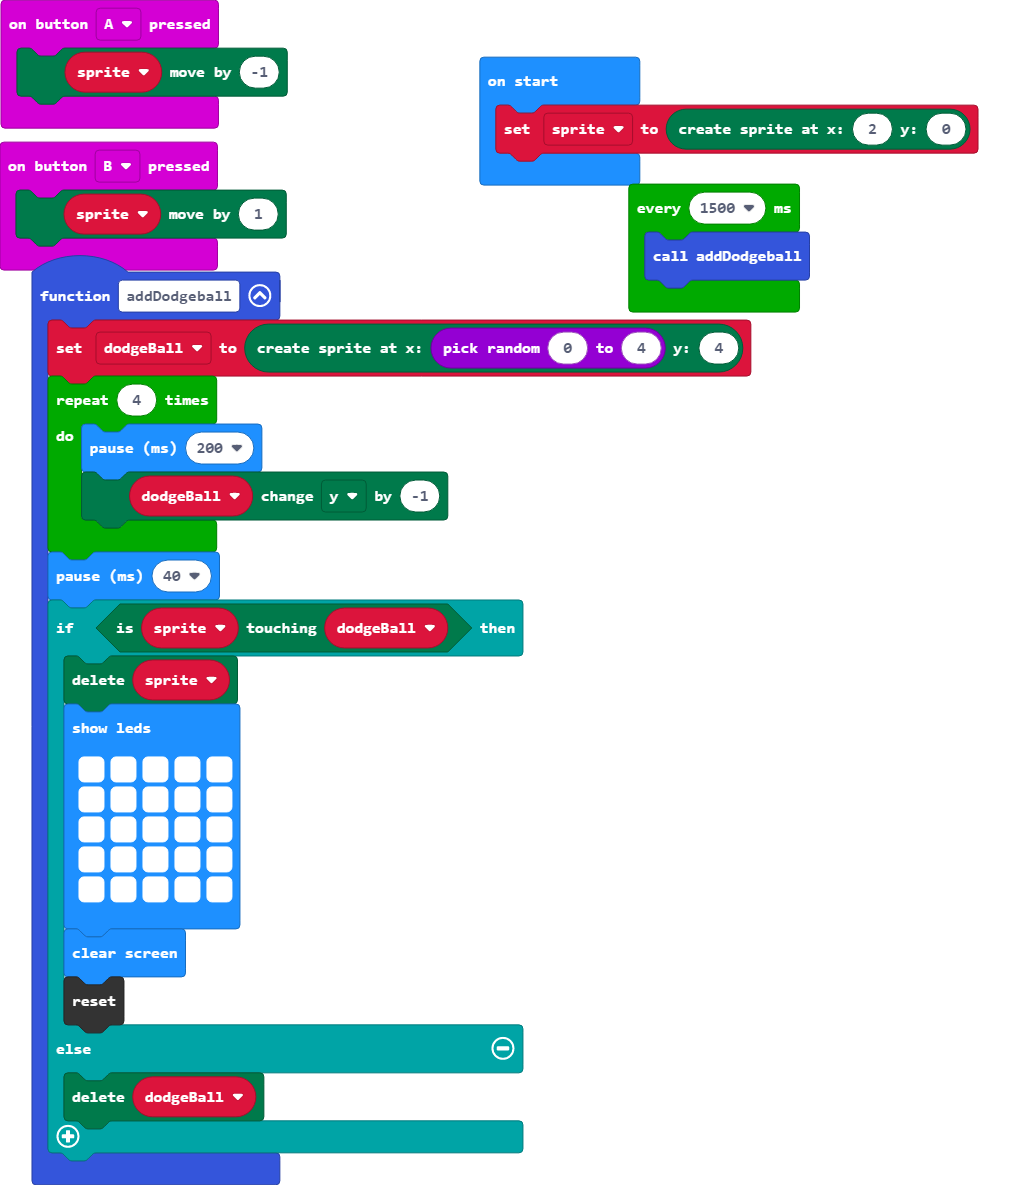 on button A pressed
sprite move by -1
on button B pressed
sprite move by 1
on start
set sprite to create sprite at x: 2 y: 0
every 1500 ms
call addDodgeball
function addDodgeball
set dodgeBall to create sprite at x: pick random 0 to 4 y: 4
repeat 4 times
do
pause (ms) 200
dodgeBall change y by -1
pause (ms) 40
if is sprite touching dodgeBall then
delete sprite
show leds
clear screen
reset
else
delete dodgeBall